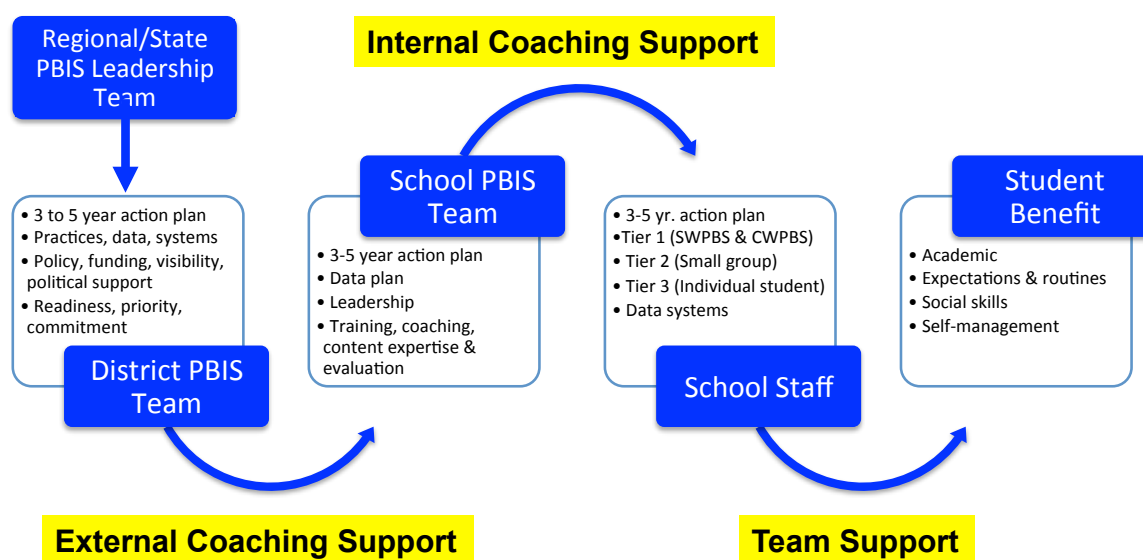 Regional/State
PBIS Leadership
Team
Internal Coaching Support
• 3 to 5 year action plan
• Practices, data, systems
• Policy, funding, visibility,
political support
• Readiness, priority,
commitment
District PBIS
Team
External Coaching Support
School PBIS
Team
• 3-5 year action plan
• Data plan
• Leadership
• Training, coaching,
content expertise &
evaluation
• 3-5 yr. action plan
•Tier 1 (SWPBS & CWPBS)
• Tier 2 (Small group)
• Tier 3 (Individual student)
• Data systems
School Staff
Team Support
Student
Benefit
• Academic
• Expectations & routines
• Social skills
• Self-management